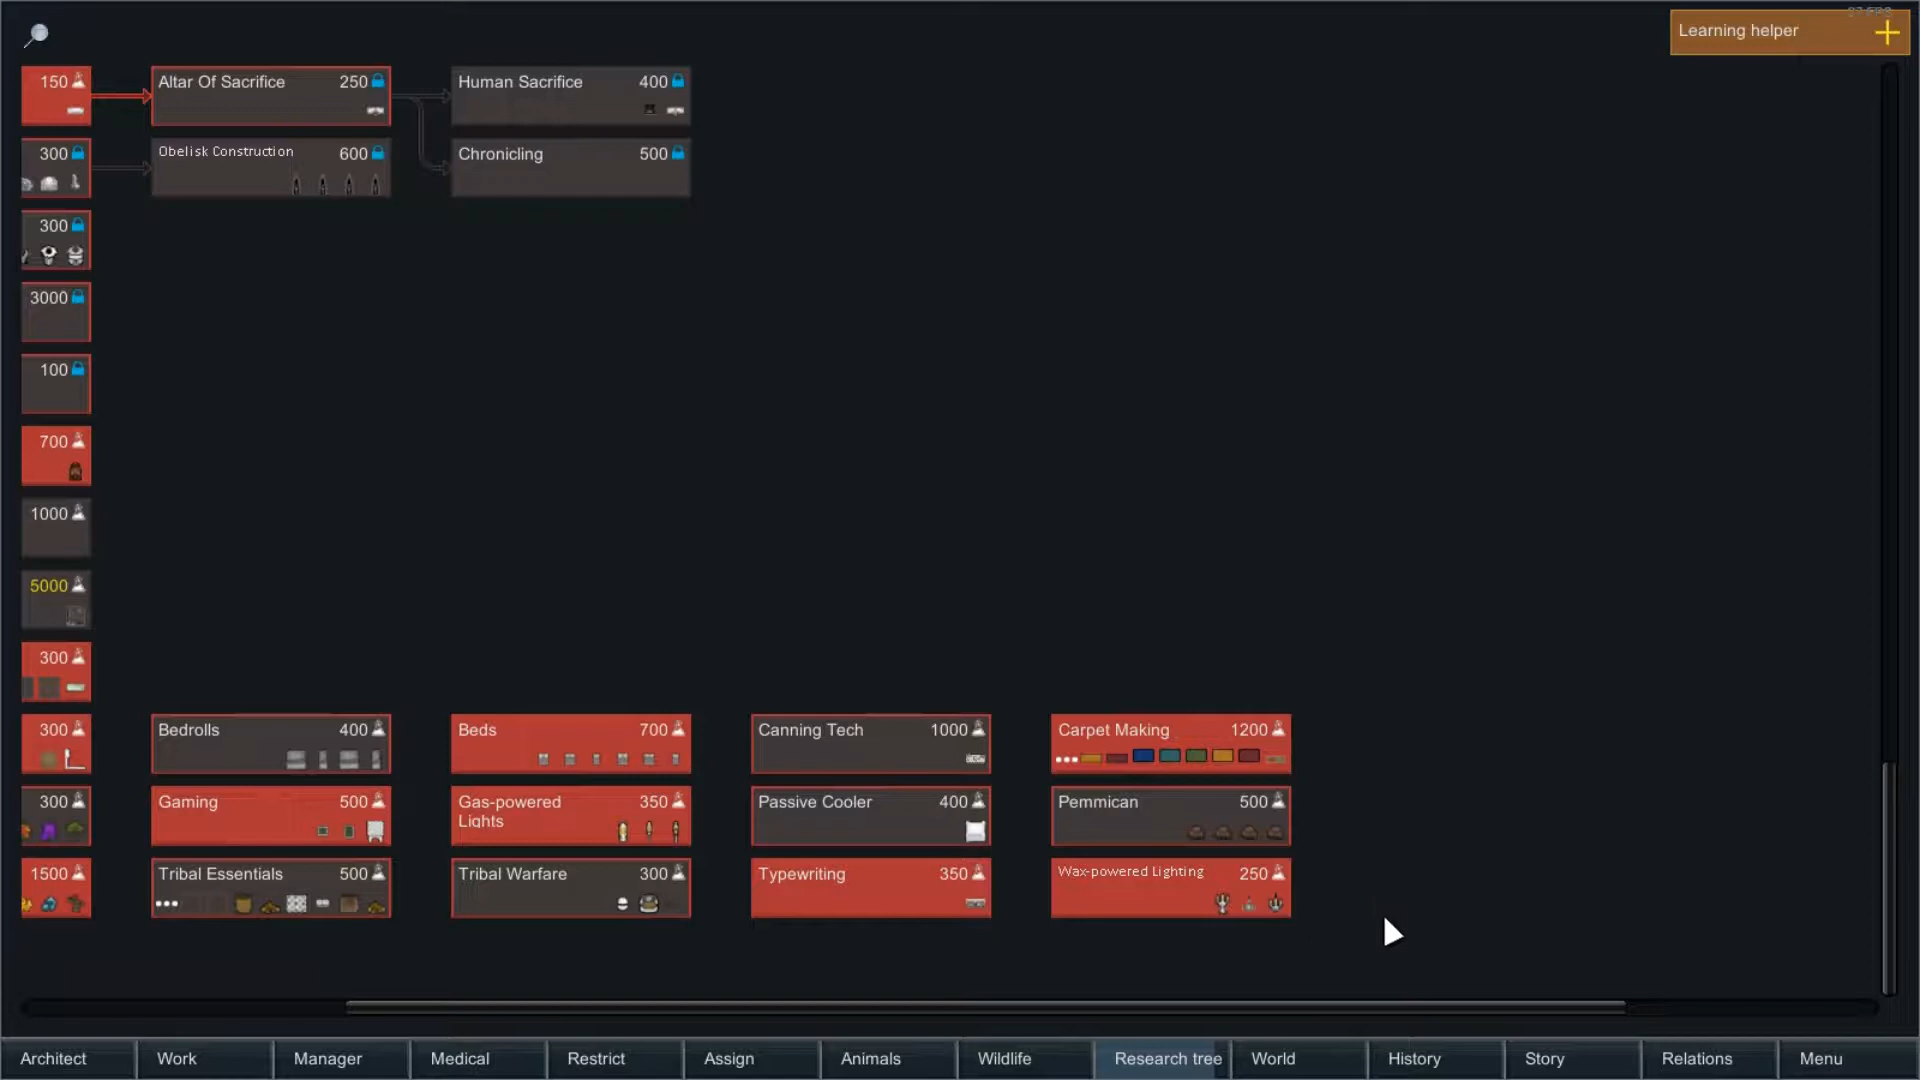 Learning helper
150
Altar Of Sacrifice 250
Human Sacrifice 400
300
Obelisk Construction 600
Chronicling 500
300
3000
100
700
1000
5000
300
300
Bedrolls 400
Beds 700
Canning Tech 1000
Carpet Making 1200
300
Gaming 500
Gas-powered
Lights
350
Passive Cooler 400
Pemmican 500
1500
Tribal Essentials 500
Tribal Warfare 300
Typewriting 350
Wax-powered Lighting 250
Architect Work Manager Medical Restrict Assign Animals Wildlife Research tree World History Story Relations Menu